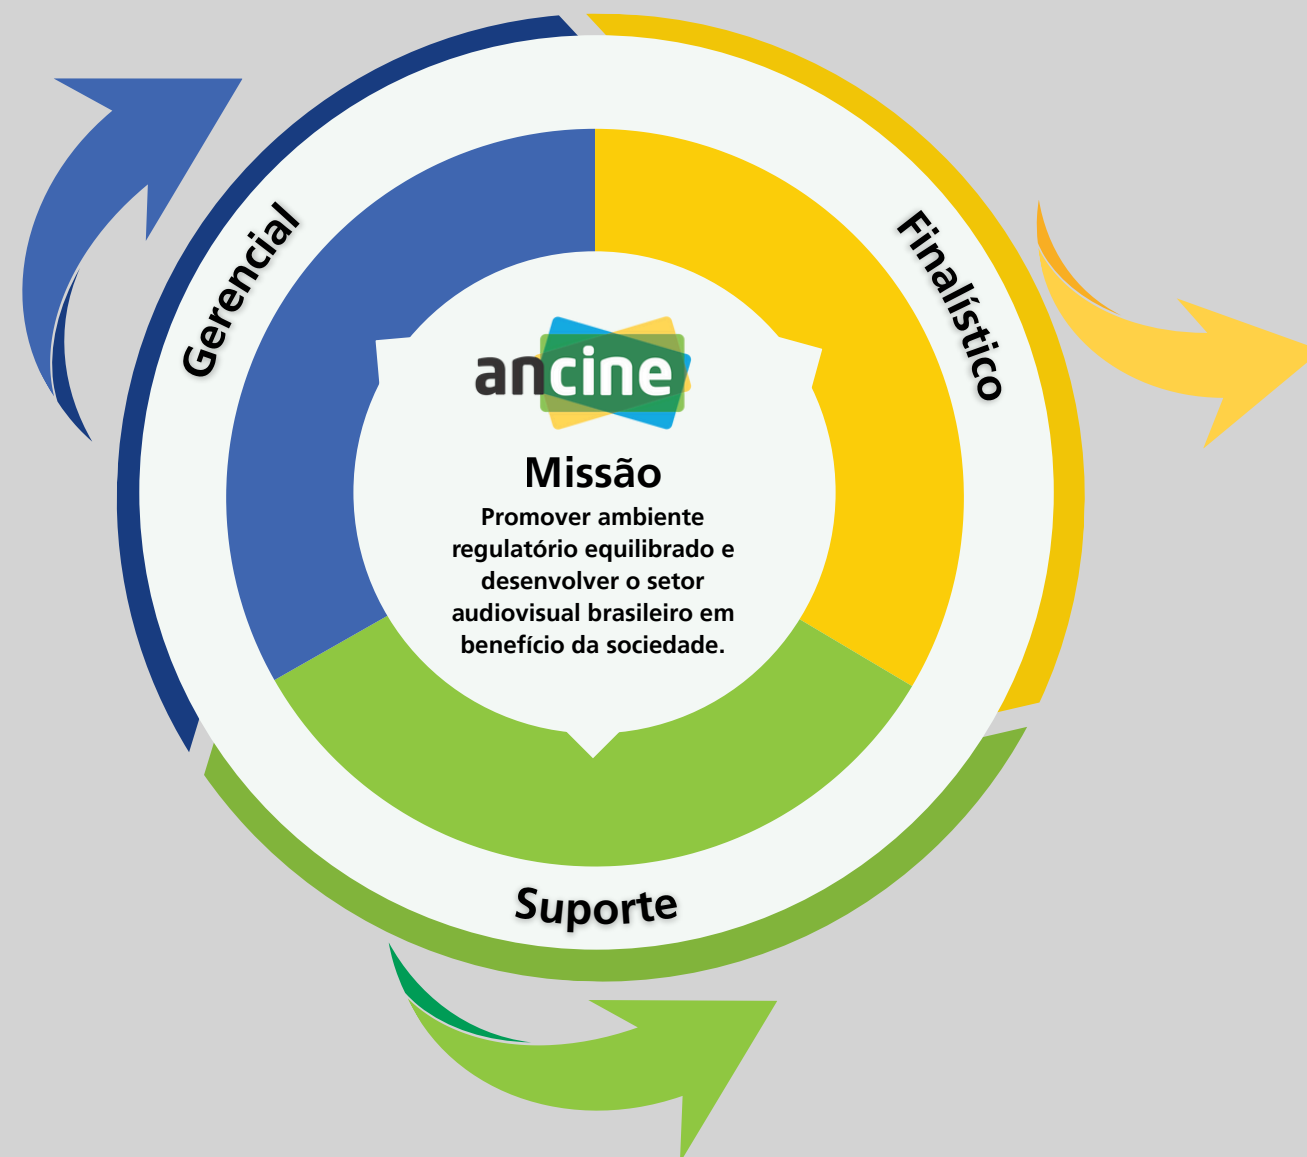 Gerencial
Finalístico
ancine
Missão
Promover ambiente
regulatório equilibrado e
desenvolver o setor
audiovisual brasileiro em
benefício da sociedade.
Suporte